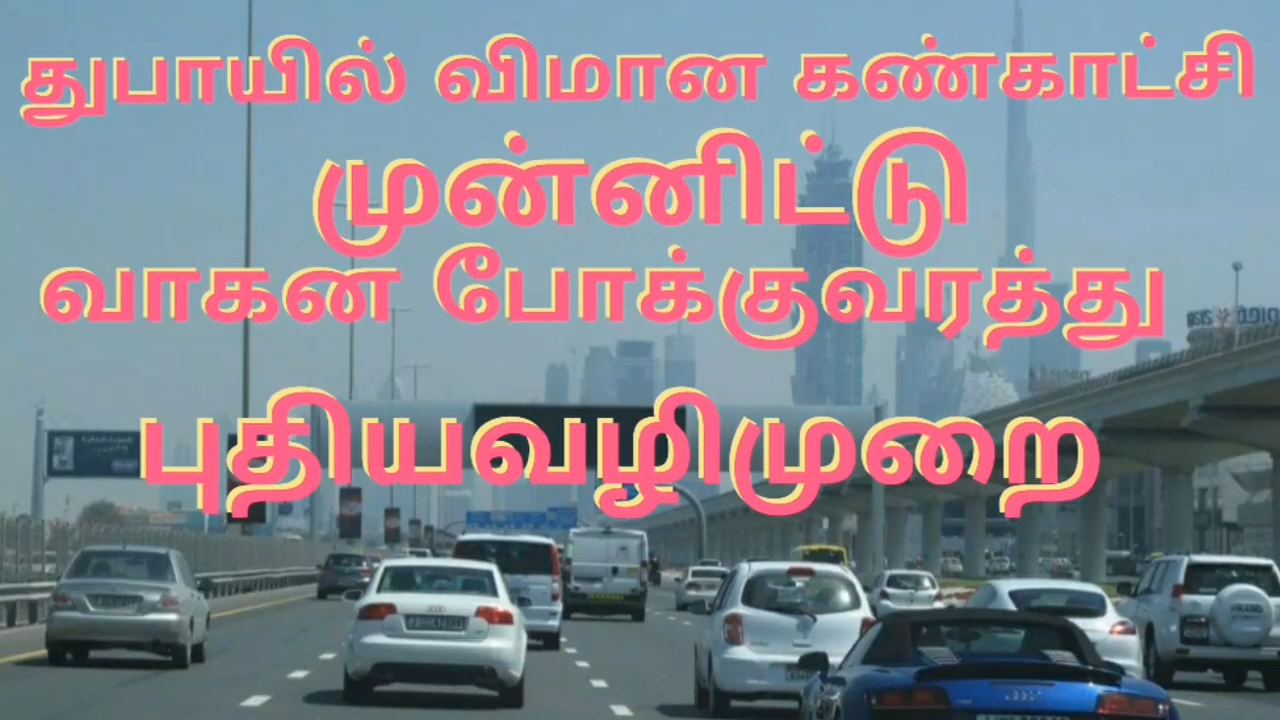 துபாயில் விமான கண்காட்சி
முன்னிட்டு
வாகன போக்குவரத்து
புதியவழிமுறை